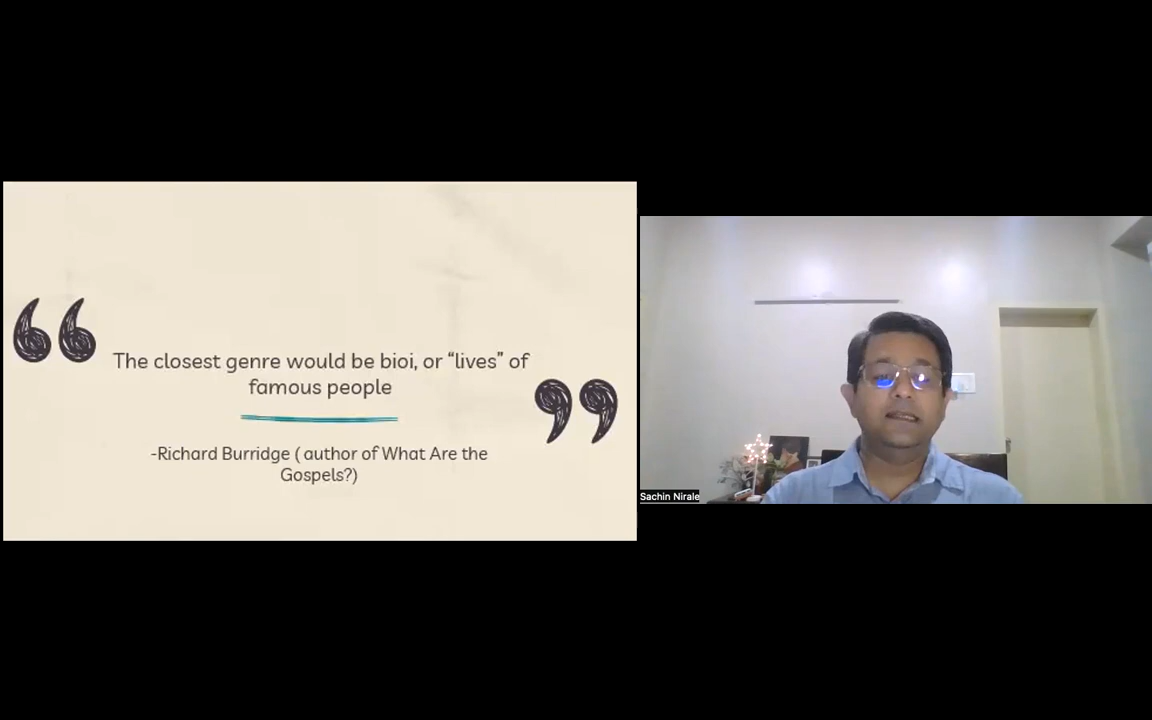 The closest genre would be bioi, or “lives” of
famous people
-Richard Burridge ( author of What Are the
Gospels?)
Sachin Nirale